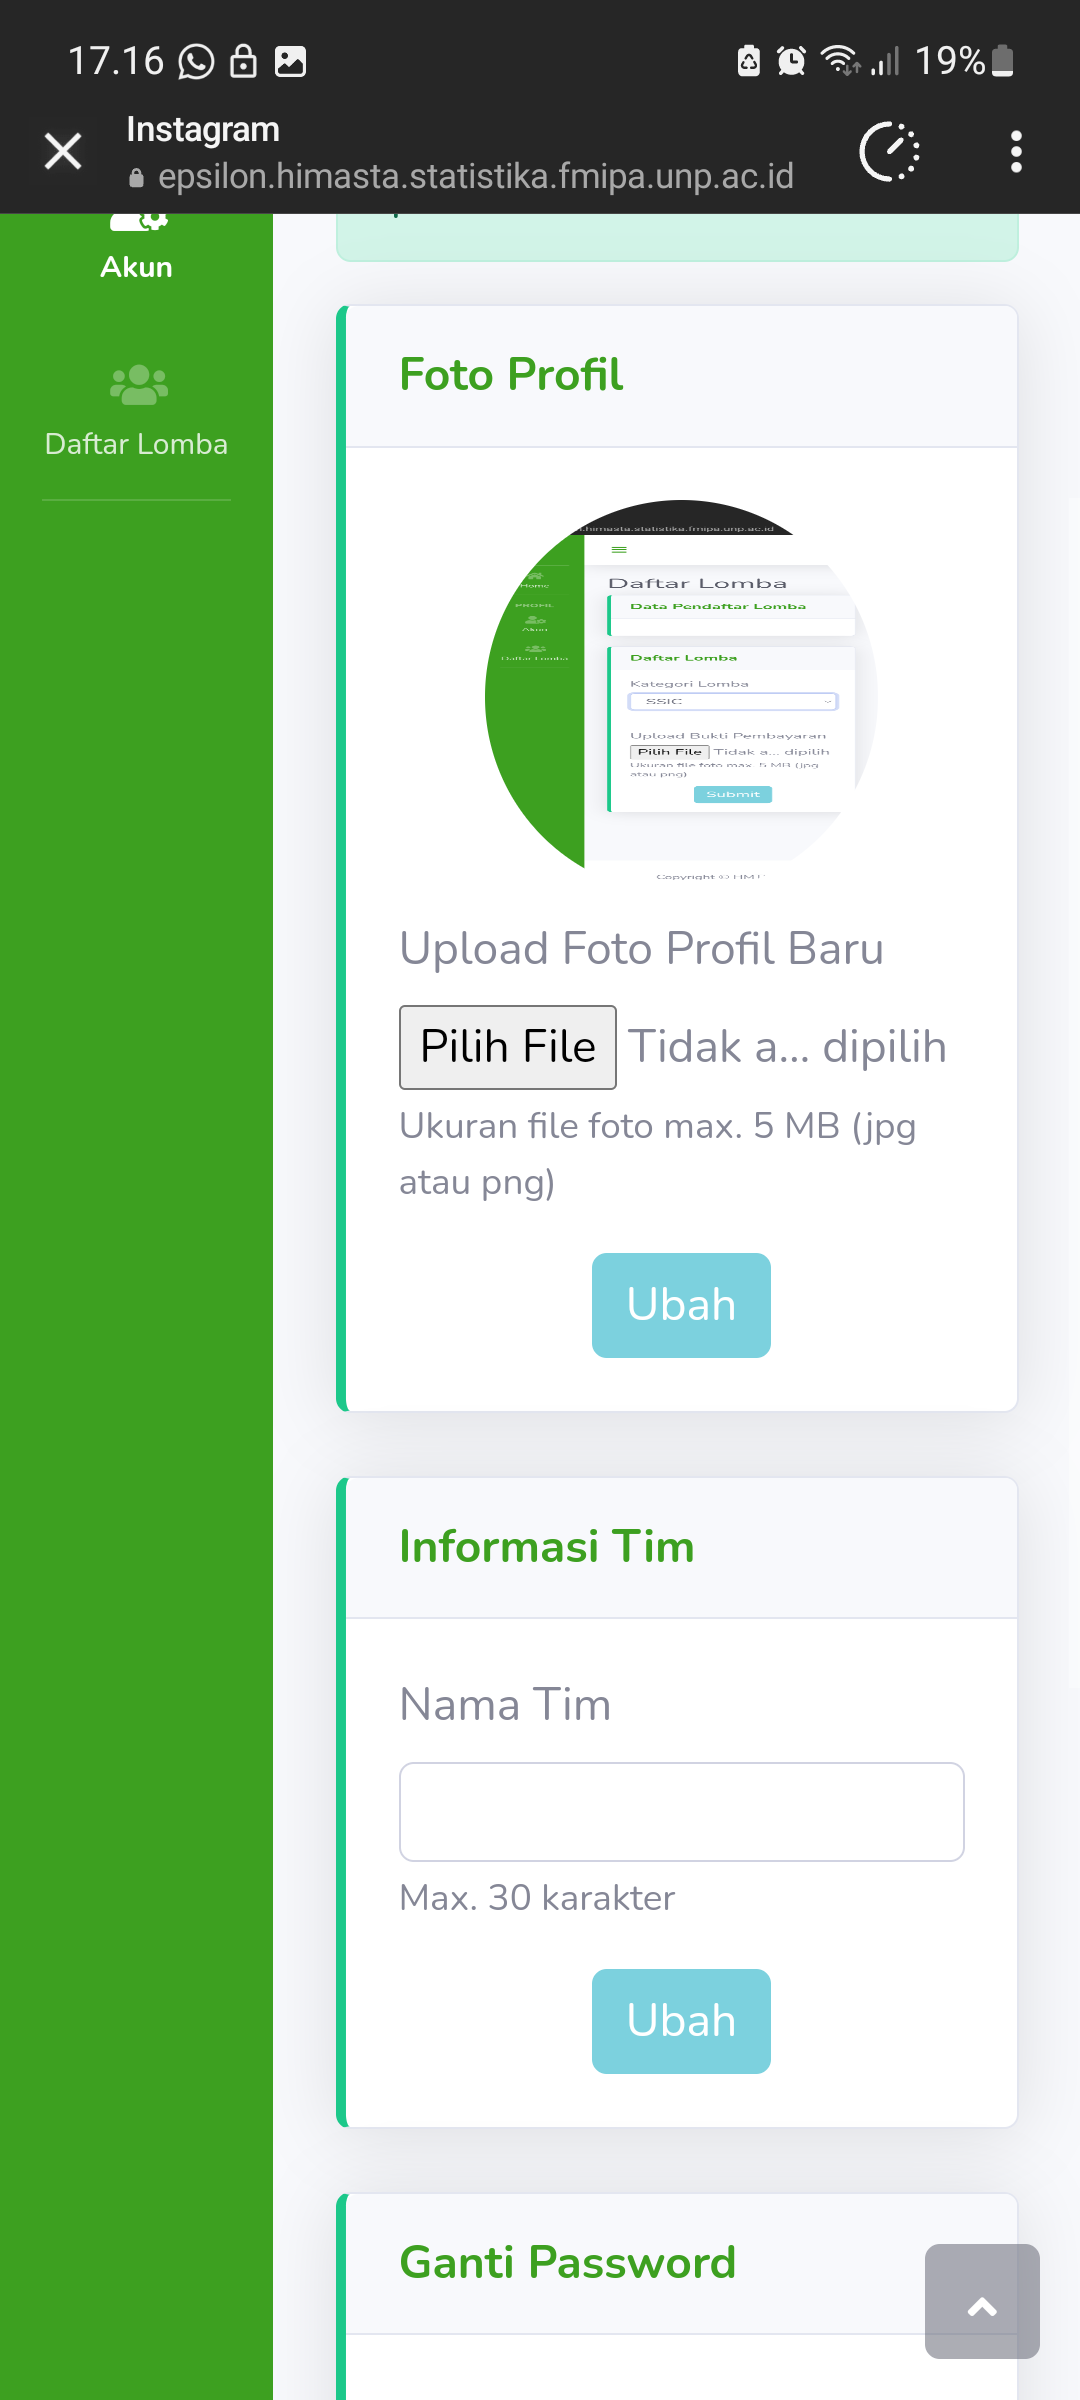 17.16
19%
Instagram
epsilon.himasta.statistika.fmipa.unp.ac.id
Akun
Daftar Lomba
Foto Profil
.himasta.statistika.fmipa.unp.ac.id
Home
PROFIL
Akun
Daftar Lomba
Daftar Lomba
Data Pendaftar Lomba
Daftar Lomba
Kategori Lomba
SSIC
Upload Bukti Pembayaran
Pilih File Tidak a... dipilih
Ukuran file foto max. 5 MB (jpg
atau png)
Submit
Copyright ©
Upload Foto Profil Baru
Pilih File Tidak a... dipilih
Ukuran file foto max. 5 MB (jpg
atau png)
Ubah
Informasi Tim
Nama Tim
Max. 30 karakter
Ubah
Ganti Password